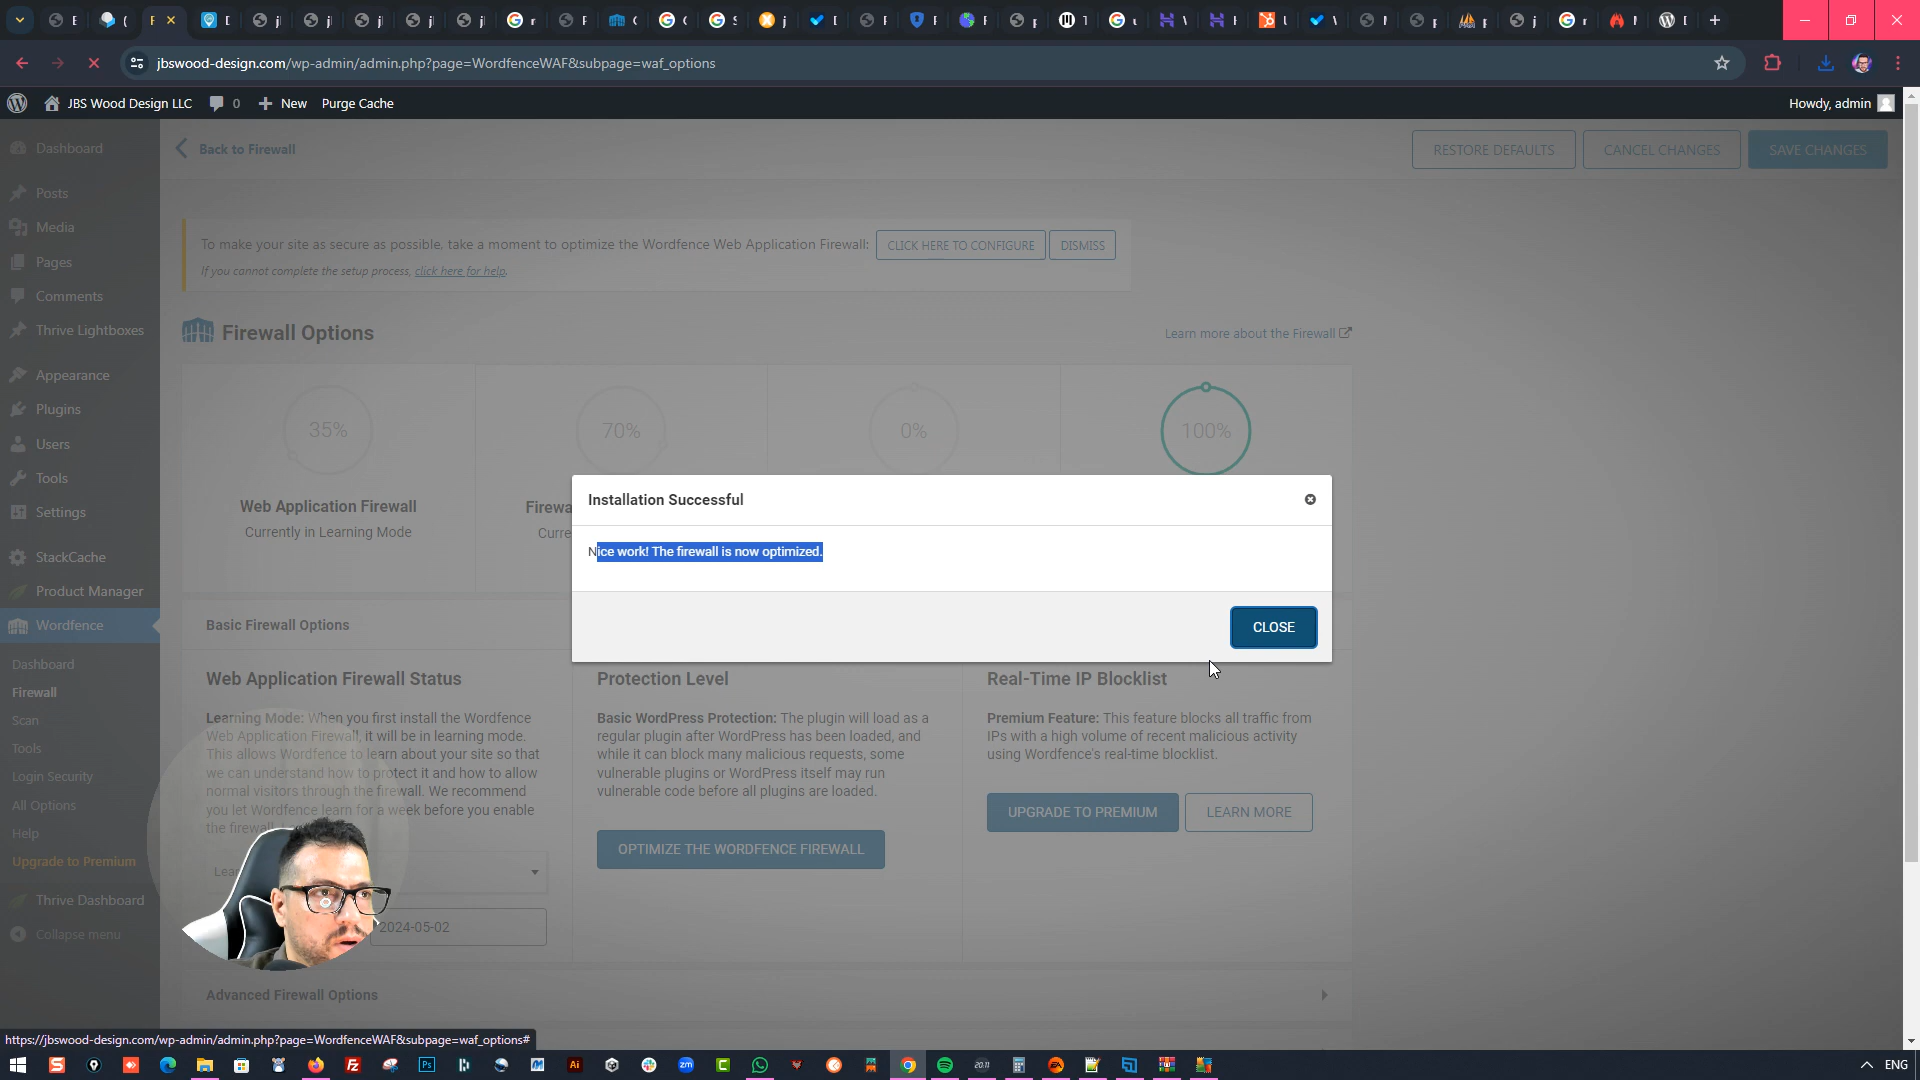 jbswood-design.com/wp-admin/admin.php?page=WordfenceWAF&subpage=waf_options
JBS Wood Design LLC
0
New
Purge Cache
Howdy, admin
Dashboard
Posts
Media
Pages
Comments
Thrive Lightboxes
Appearance
Plugins
Users
Tools
Settings
StackCache
Product Manager
Wordfence
Dashboard
Firewall
Scan
Tools
Login Security
All Options
Help
Upgrade to Premium
Thrive Dashboard
Collapse menu
Back to Firewall
RESTORE DEFAULTS
CANCEL CHANGES
SAVE CHANGES
To make your site as secure as possible, take a moment to optimize the Wordfence Web Application Firewall:
CLICK HERE TO CONFIGURE
DISMISS
If you cannot complete the setup process, click here for help.
Firewall Options
Learn more about the Firewall
35%
70%
0%
100%
Web Application Firewall
Currently in Learning Mode
Installation Successful
Nice work! The firewall is now optimized.
CLOSE
Basic Firewall Options
Web Application Firewall Status
Learning Mode: When you first install the Wordfence
Web Application Firewall, it will be in learning mode.
This allows Wordfence to learn about your site so that
we can understand how to protect it and how to allow
normal visitors through the firewall. We recommend
you let Wordfence learn for a week before you enable
the firewall.
2024-05-02
Protection Level
Basic WordPress Protection: The plugin will load as a
regular plugin after WordPress has been loaded, and
while it can block many malicious requests, some
vulnerable plugins or WordPress itself may run
vulnerable code before all plugins are loaded.
OPTIMIZE THE WORDFENCE FIREWALL
Real-Time IP Blocklist
Premium Feature: This feature blocks all traffic from
IPs with a high volume of recent malicious activity
using Wordfence's real-time blocklist.
UPGRADE TO PREMIUM
LEARN MORE
Advanced Firewall Options
https://jbswood-design.com/wp-admin/admin.php?page=WordfenceWAF&subpage=waf_options#
ENG